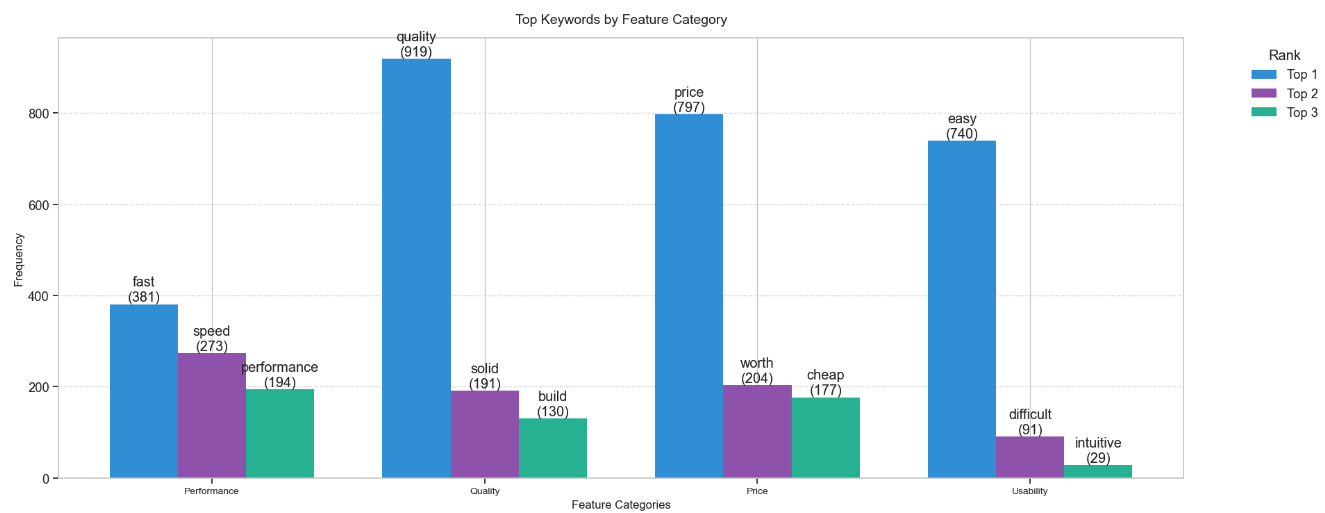 Top Keywords by Feature Category
Frequency
800
600
400
200
0
fast
(381)
speed
(273)
performance
(194)
quality
(919)
solid
(191)
build
(130)
price
(797)
worth
(204)
cheap
(177)
easy
(740)
difficult
(91)
intuitive
(29)
Performance
Quality
Price
Usability
Feature Categories
Rank
Top 1
Top 2
Top 3